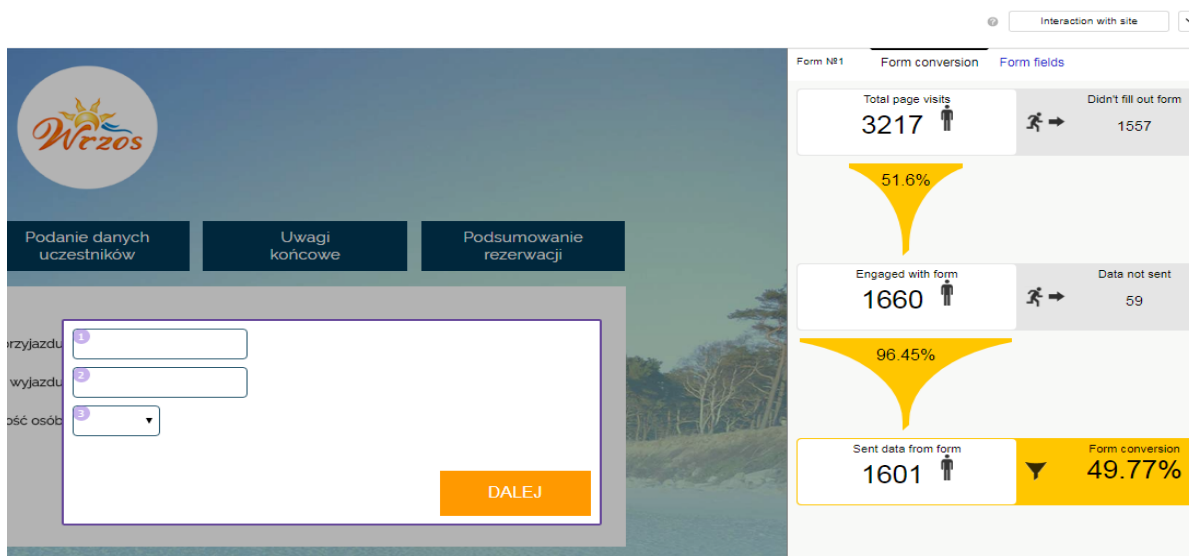 Interaction with site
Wrzos
Podanie danych
uczestników
Uwagi
końcowe
Podsumowanie
rezerwacji
przyjazdu
1
wyjazdu
2
ość osób
3
DALEJ
Form №1
Form conversion
Form fields
Total page visits
3217
Didn't fill out form
1557
51.6%
Engaged with form
1660
Data not sent
59
96.45%
Sent data from form
1601
Form conversion
49.77%